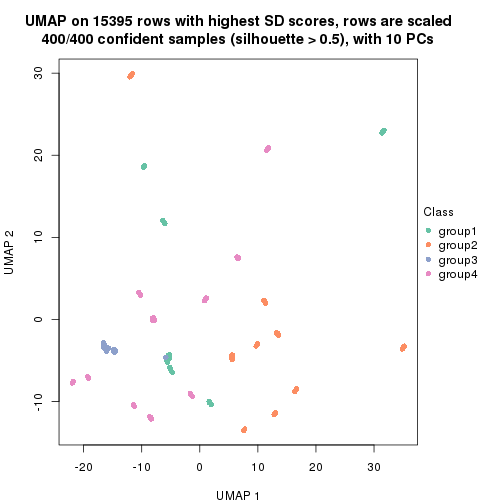 UMAP on 15395 rows with highest SD scores, rows are scaled
400/400 confident samples (silhouette > 0.5), with 10 PCs
30
20
10
0
-10
UMAP 2
-20
-10
0
10
20
30
UMAP 1
Class
group1
group2
group3
group4